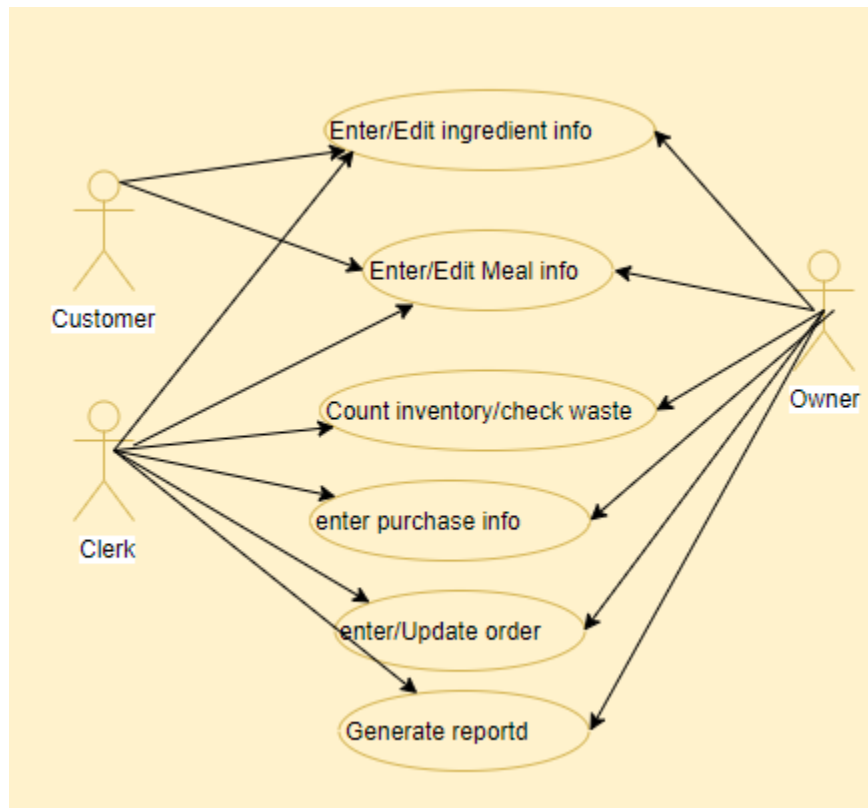 Enter/Edit ingredient info
Customer
Enter/Edit Meal info
Owner
Count inventory/check waste
Clerk
enter purchase info
enter/Update order
Generate reportd